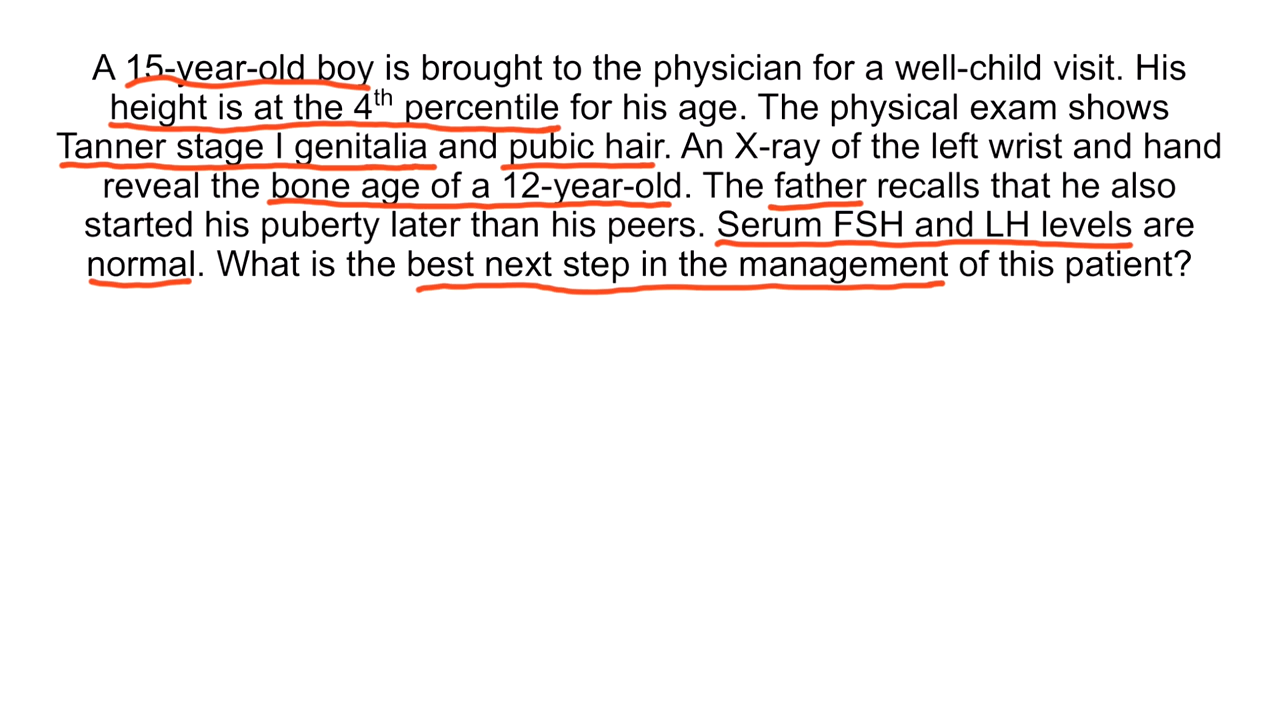 A 15-year-old boy is brought to the physician for a well-child visit. His
height is at the 4th percentile for his age. The physical exam shows
Tanner stage I genitalia and pubic hair. An X-ray of the left wrist and hand
reveal the bone age of a 12-year-old. The father recalls that he also
started his puberty later than his peers. Serum FSH and LH levels are
normal. What is the best next step in the management of this patient?